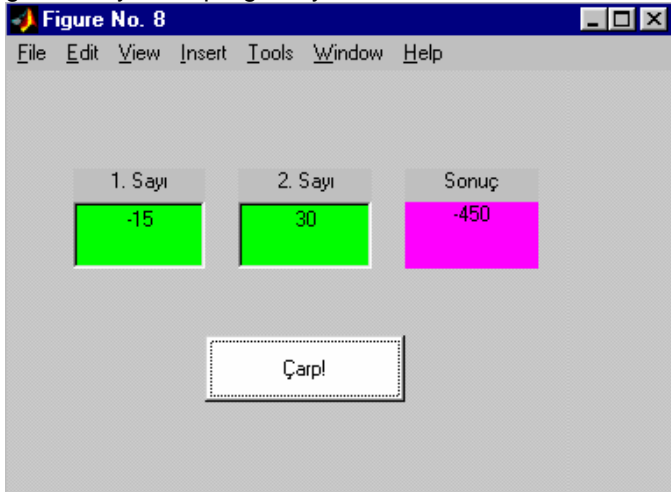 Figure No. 8
File Edit View Insert Tools Window Help
1. Sayı 2. Sayı Sonuç
-15 30 -450
Çarp!